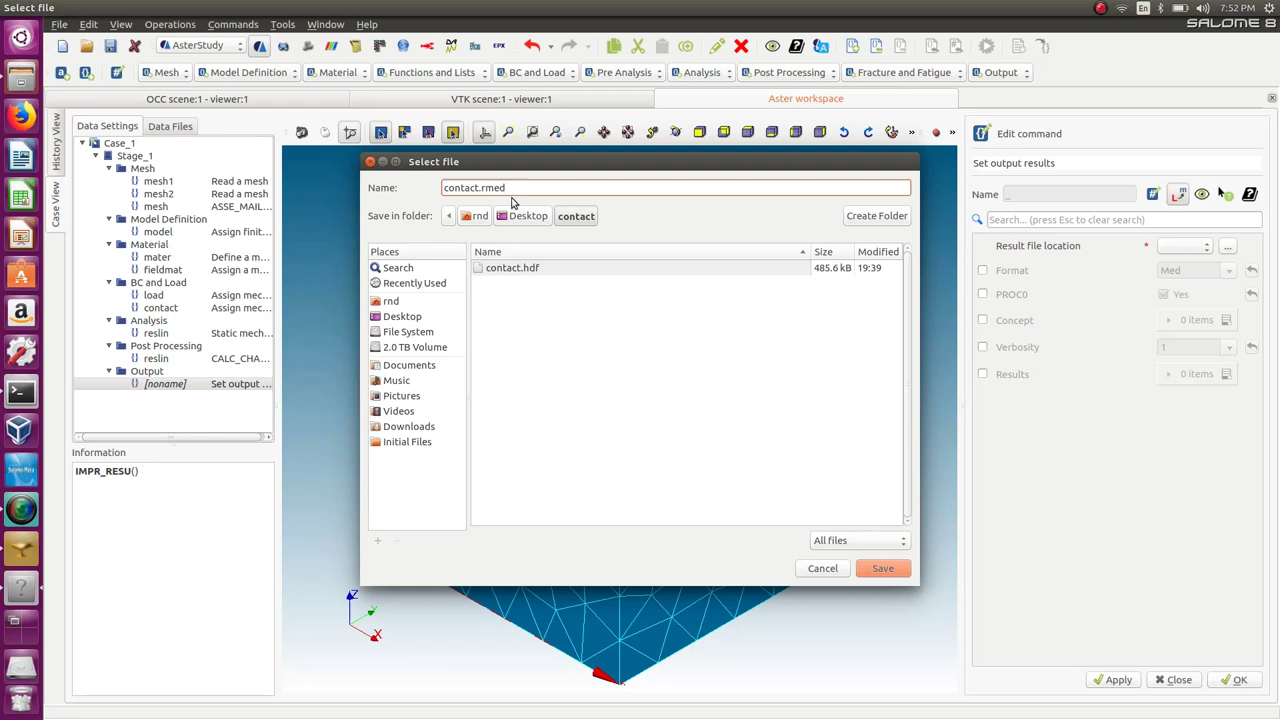 Select file
En
7:52 PM
File Edit View Operations Commands Tools Window Help
SALOME 8
AsterStudy
EPX
Mesh Model Definition Material Functions and Lists BC and Load Pre Analysis Analysis Post Processing Fracture and Fatigue Output
OCC scene:1 - viewer:1 VTK scene:1 - viewer:1 Aster workspace
History View
Case View
Data Settings Data Files
Case_1
Stage_1
Mesh
mesh1 Read a mesh
mesh2 Read a mesh
mesh ASSE_MAIL...
Model Definition
model Assign finit...
Material
mater Define a m...
fieldmat Assign a m...
BC and Load
load Assign mec...
contact Assign mec...
Analysis
reslin Static mech...
Post Processing
reslin CALC_CHA...
Output
[noname] Set output ...
Information
IMPR_RESU()
Select file
Name: contact.rmed
Save in folder: rnd Desktop contact Create Folder
Places
Search
Recently Used
rnd
Desktop
File System
2.0 TB Volume
Documents
Music
Pictures
Videos
Downloads
Initial Files
Name Size Modified
contact.hdf 485.6 kB 19:39
All files
Cancel Save
Z
Y
X
Edit command
Set output results
Name _
Search... (press Esc to clear search)
Result file location * ...
Format Med
PROC0 Yes
Concept 0 items
Verbosity 1
Results 0 items
Apply Close OK